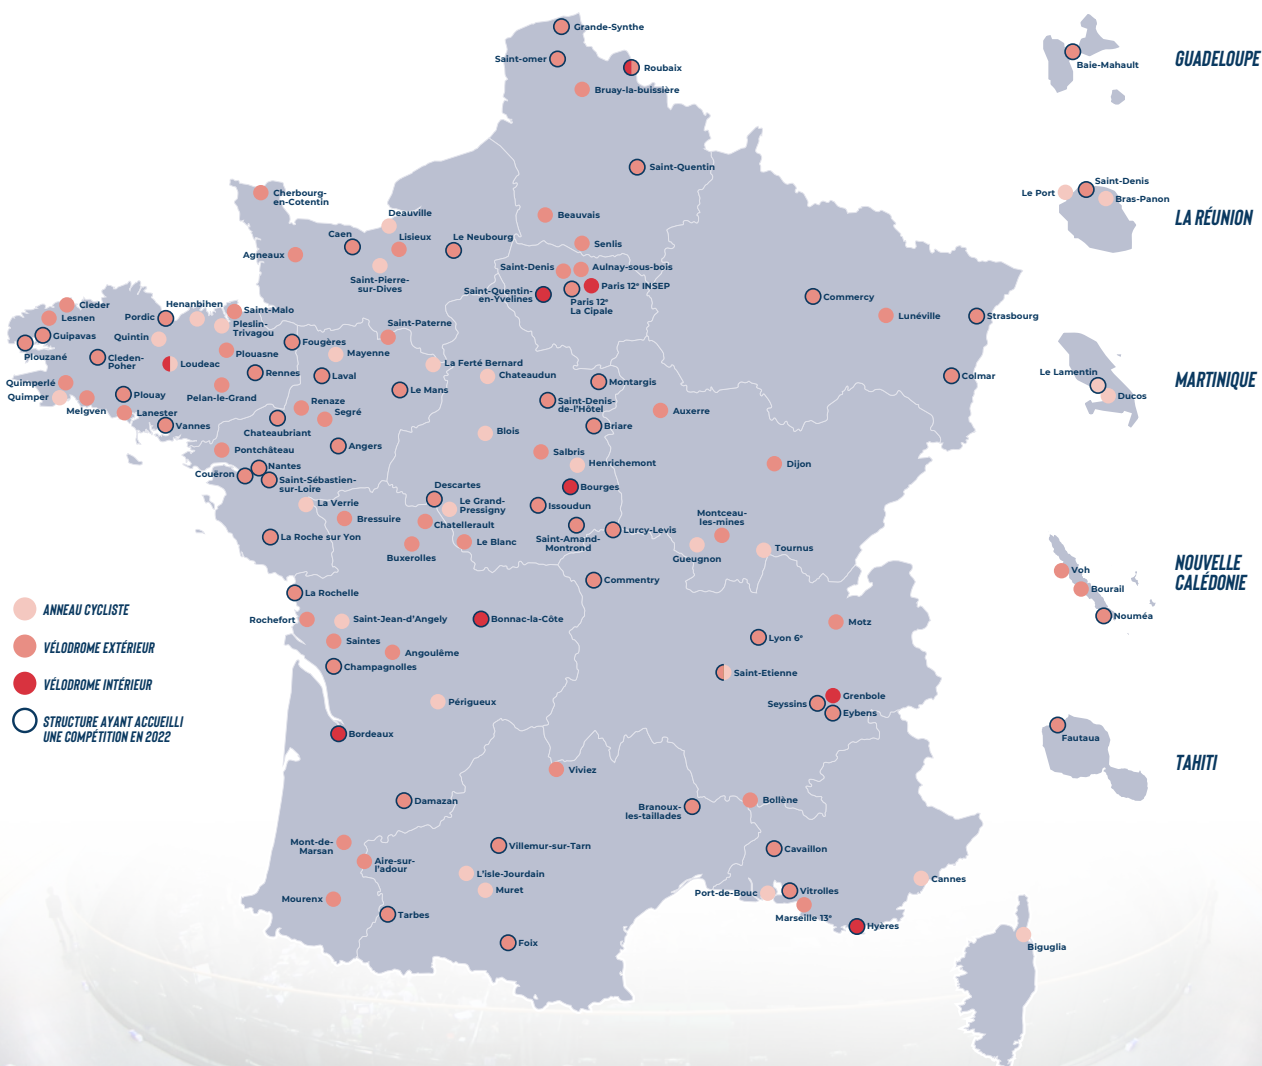 Grande-Synthe
Saint-omer
Roubaix
Bruay-la-buissière
Saint-Quentin
Cherbourg-
en-Cotentin
Deauville
Beauvais
Caen
Lisieux
Le Neubourg
Senlis
Agneaux
Saint-Denis
Aulnay-sous-bois
Saint-Pierre-
sur-Dives
Saint-Quentin-
en-Yvelines
Paris 12e INSEP
Paris 12e
La Cipale
Commercy
Lunéville
Strasbourg
Colmar
Cleder
Lesnen
Henanbihen
Pordic
Saint-Malo
Pleslin-
Trivagou
Guipavas
Plouzané
Quintin
Cleden-
Poher
Loudeac
Plouasne
Fougères
Saint-Paterne
Mayenne
Rennes
Laval
La Ferté Bernard
Chateaudun
Le Mans
Quimperlé
Quimper
Melgven
Plouay
Lanester
Pelan-le-Grand
Vannes
Renaze
Segré
Chateaubriant
Angers
Montargis
Saint-Denis-
de-l'Hôtel
Briare
Auxerre
Blois
Salbris
Henrichemont
Dijon
Pontchâteau
Nantes
Couëron
Saint-Sébastien-
sur-Loire
La Verrie
Bressuire
Descartes
Le Grand-
Pressigny
Chatellerault
Bourges
Issoudun
Saint-Amand-
Montrond
Lurcy-Levis
Montceau-
les-mines
Gueugnon
Tournus
La Roche sur Yon
Buxerolles
Le Blanc
Commentry
La Rochelle
Rochefort
Saint-Jean-d'Angely
Bonnac-la-Côte
Saintes
Angoulême
Champagnolles
Périgueux
Bordeaux
Motz
Lyon 6e
Saint-Etienne
Grenbole
Seyssins
Eybens
Viviez
Damazan
Branoux-
les-taillades
Bollène
Mont-de-
Marsan
Aire-sur-
l'adour
Villemur-sur-Tarn
Cavaillon
L'isle-Jourdain
Muret
Mourenx
Tarbes
Foix
Port-de-Bouc
Vitrolles
Marseille 13e
Cannes
Hyères
Biguglia
ANNEAU CYCLISTE
VÉLODROME EXTÉRIEUR
VÉLODROME INTÉRIEUR
STRUCTURE AYANT ACCUEILLI
UNE COMPÉTITION EN 2022
Baie-Mahault
GUADELOUPE
Le Port
Saint-Denis
Bras-Panon
LA RÉUNION
Le Lamentin
Ducos
MARTINIQUE
Voh
Bourail
Nouméa
NOUVELLE
CALÉDONIE
Fautaua
TAHITI